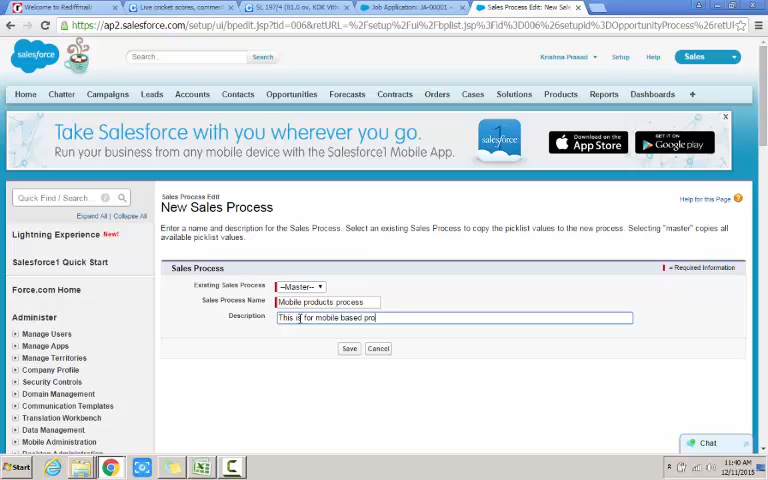 Welcome to Rediffmail:
Live cricket scores, commen
SL 197/4 (81.0 ov, KDK Vith
Job Application: JA-00001 ~
Sales Process Edit: New Sale
https://ap2.salesforce.com/setup/ui/bpedit.jsp?tid=006&retURL=%2Fsetup%2Fui%2Fbplist.jsp%3Fid%3D006&setupid%3DOpportunityProcess&retU
salesforce
Search...
Search
Krishna Prasad
Setup
Help
Sales
Home Chatter Campaigns Leads Accounts Contacts Opportunities Forecasts Contracts Orders Cases Solutions Products Reports Dashboards +
Take Salesforce with you wherever you go.
Run your business from any mobile device with the Salesforce1 Mobile App.
salesforce
Download on the
App Store
GET IT ON
Google play
X
Quick Find / Search...
Expand All | Collapse All
Lightning Experience New!
Salesforce1 Quick Start
Force.com Home
Administer
Manage Users
Manage Apps
Manage Territories
Company Profile
Security Controls
Domain Management
Communication Templates
Translation Workbench
Data Management
Mobile Administration
Sales Process Edit
New Sales Process
Help for this Page
Enter a name and description for the Sales Process. Select an existing Sales Process to copy the picklist values to the new process. Selecting "master" copies all
available picklist values.
Sales Process
= Required Information
Existing Sales Process --Master--
Sales Process Name Mobile products process
Description This is for mobile based pro
Save Cancel
Chat
Start
11:40 AM
12/11/2015